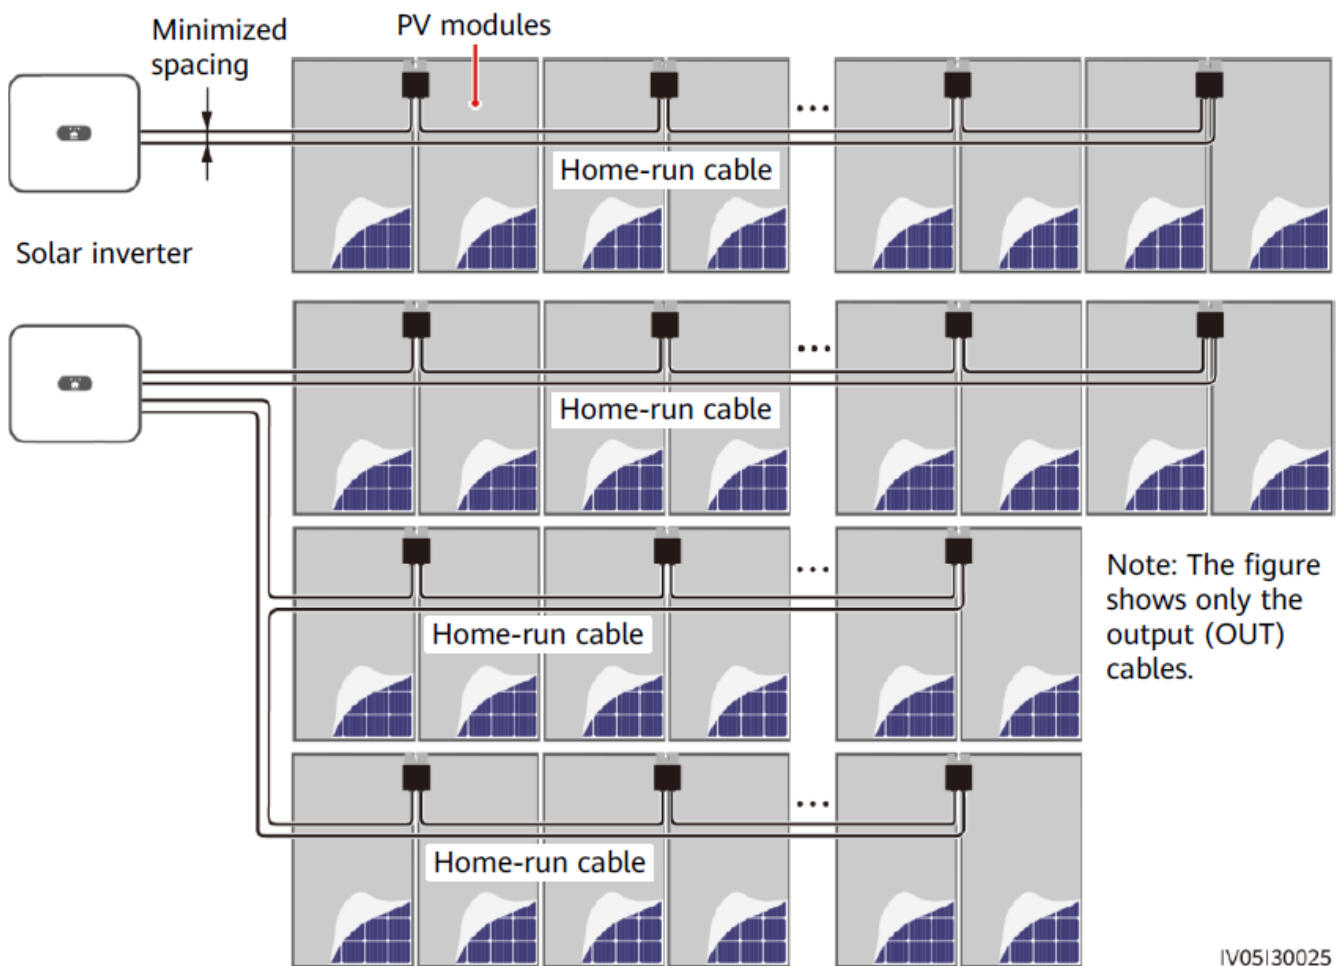 Minimized
spacing
PV modules
Home-run cable
Solar inverter
Home-run cable
Note: The figure
shows only the
output (OUT)
cables.
Home-run cable
Home-run cable
IV05I30025